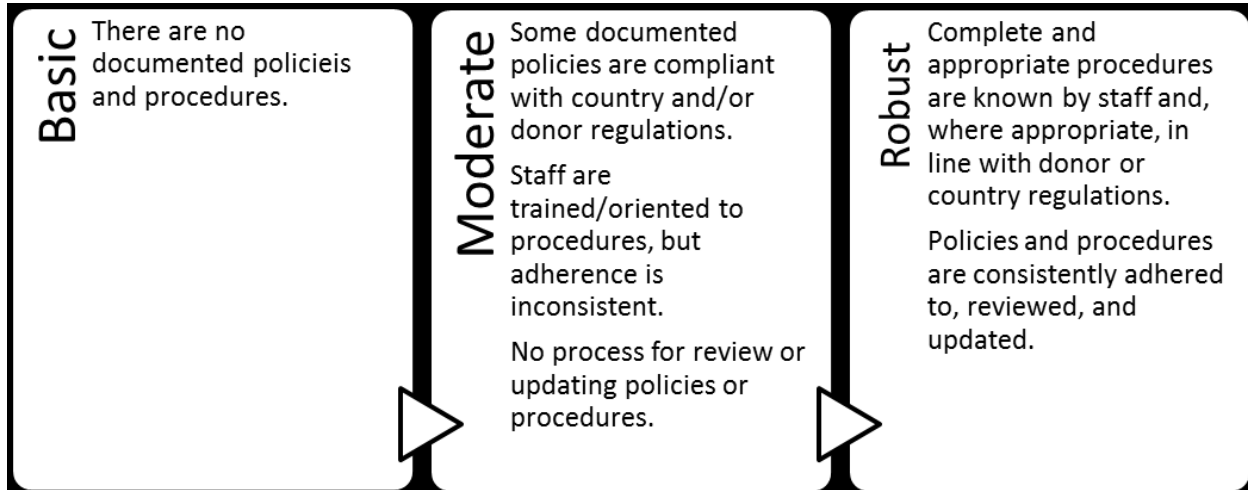 Basic
There are no
documented policieis
and procedures.
Moderate
Some documented
policies are compliant
with country and/or
donor regulations.
Staff are
trained/oriented to
procedures, but
adherence is
inconsistent.
No process for review or
updating policies or
procedures.
Robust
Complete and
appropriate procedures
are known by staff and,
where appropriate, in
line with donor or
country regulations.
Policies and procedures
are consistently adhered
to, reviewed, and
updated.